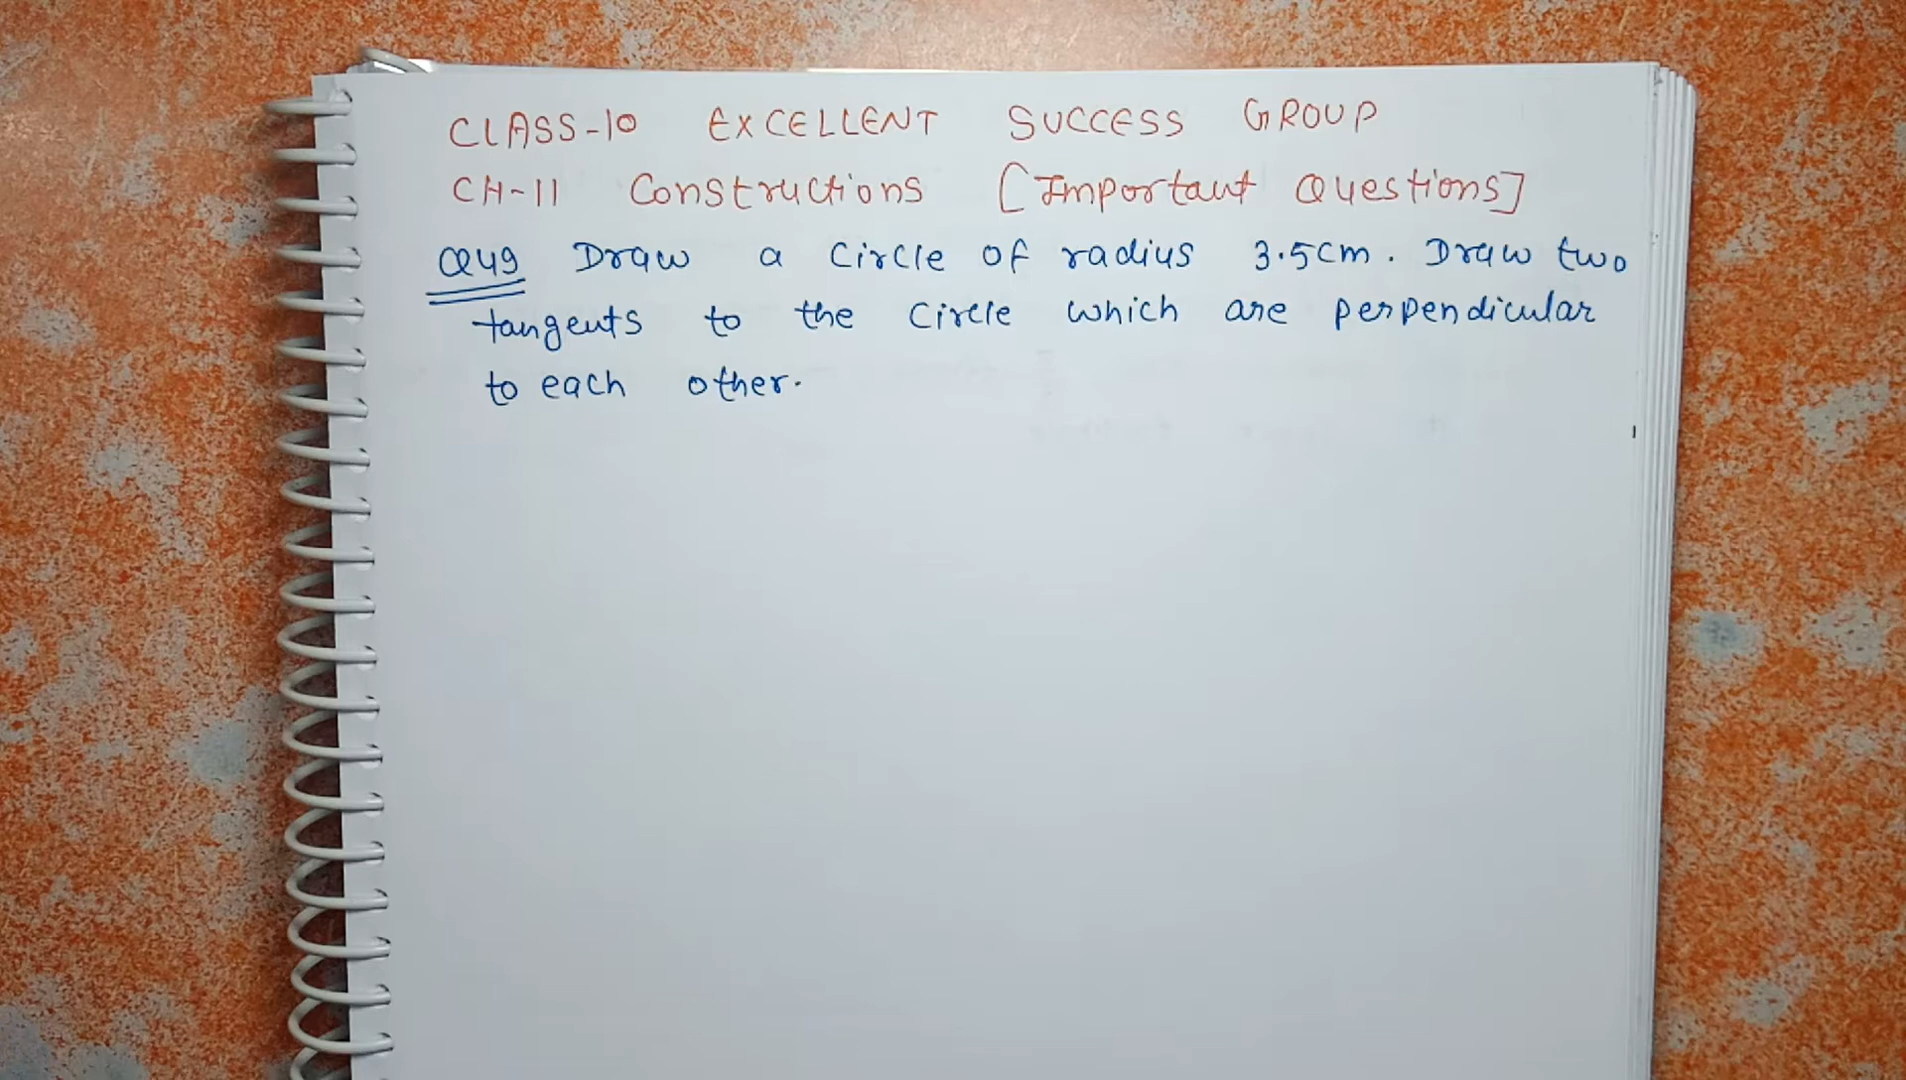 CLASS-10 EXCELLENT SUCCESS GROUP
CH-11 Constructions [Important Questions]
Q49 Draw a circle of radius 3.5cm. Draw two
tangents to the circle which are perpendicular
to each other.